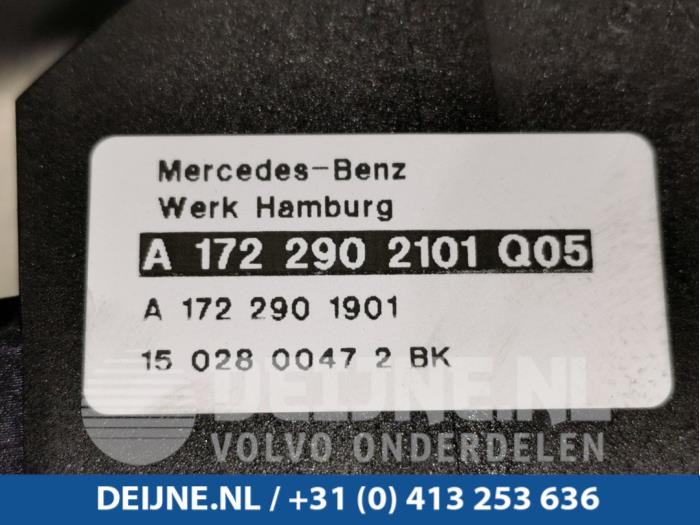 Mercedes-Benz
Werk Hamburg
A 172 290 2101 Q05
A 172 290 1901
15 028 0047 2 BK
DEIJNE.NL
VOLVO ONDERDELEN
DEIJNE.NL / +31 (0) 413 253 636